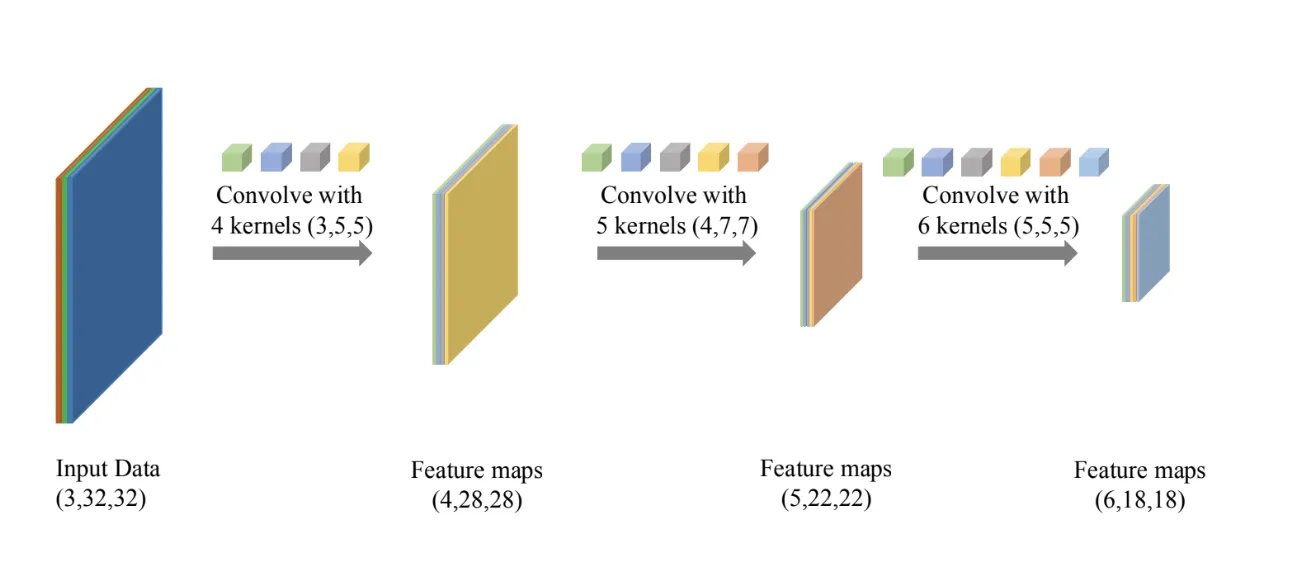 Convolve with
4 kernels (3,5,5)
Convolve with
5 kernels (4,7,7)
Convolve with
6 kernels (5,5,5)
Input Data
(3,32,32)
Feature maps
(4,28,28)
Feature maps
(5,22,22)
Feature maps
(6,18,18)